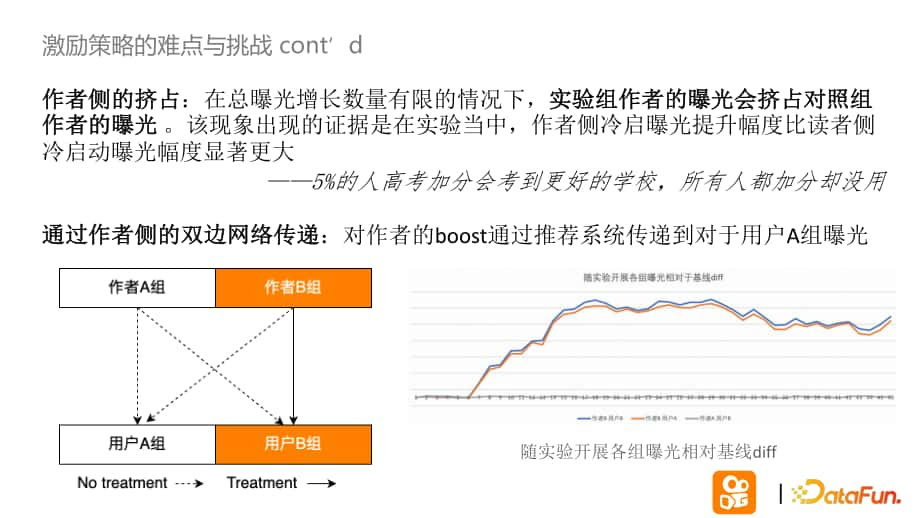 激励策略的难点与挑战 cont’d
作者侧的挤占：在总曝光增长数量有限的情况下，实验组作者的曝光会挤占对照组
作者的曝光 。该现象出现的证据是在实验当中，作者侧冷启曝光提升幅度比读者侧
冷启动曝光幅度显著更大
——5%的人高考加分会考到更好的学校，所有人都加分却没用
通过作者侧的双边网络传递：对作者的boost通过推荐系统传递到对于用户A组曝光
作者A组 作者B组
用户A组 用户B组
No treatment Treatment
随实验开展各组曝光相对于基线diff
作者B 用户B 作者B 用户A 作者A 用户B
随实验开展各组曝光相对基线diff
DataFun.